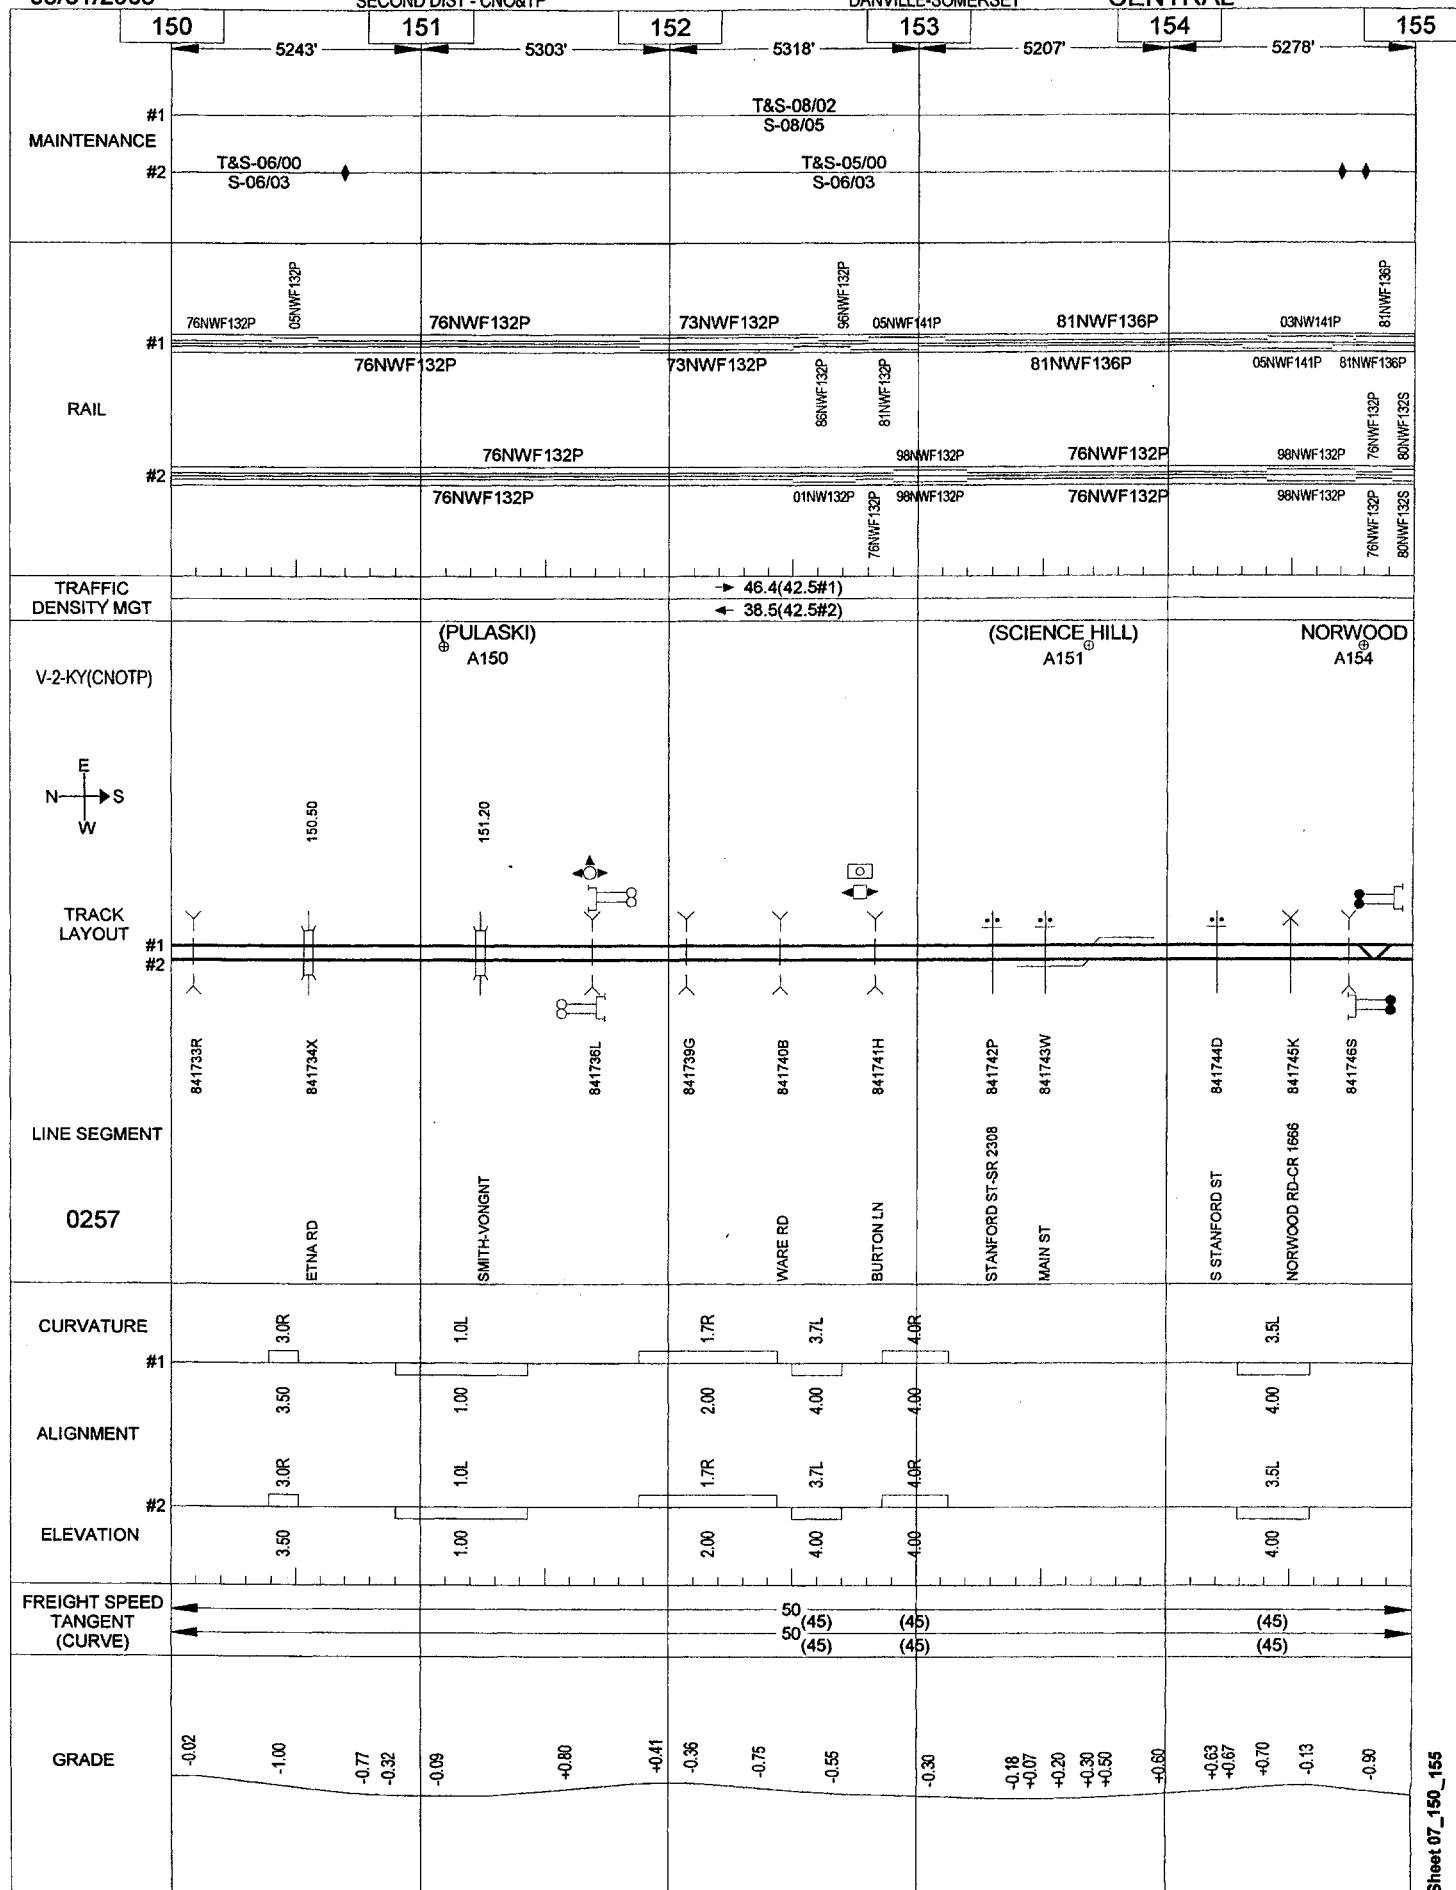 SECOND DIST - CNO&TP DANVILLE-SOMERSET CENTRAL
150 151 152 153 154 155
5243' 5303' 5318' 5207' 5278'
MAINTENANCE
#1
T&S-08/02
S-08/05
#2
T&S-06/00
S-06/03
T&S-05/00
S-06/03
RAIL
#1
76NWF132P 05NWF132P 76NWF132P 73NWF132P 96NWF132P 05NWF141P 81NWF136P 03NW141P 81NWF136P
76NWF132P 73NWF132P 86NWF132P 81NWF132P 81NWF136P 05NWF141P 81NWF136P
#2
76NWF132P 98NWF132P 76NWF132P 98NWF132P 76NWF132P 80NWF132S
76NWF132P 01NW132P 76NWF132P 98NWF132P 76NWF132P 98NWF132P 76NWF132P 80NWF132S
TRAFFIC
DENSITY MGT
46.4(42.5#1)
38.5(42.5#2)
V-2-KY(CNOTP)
(PULASKI)
A150
(SCIENCE HILL)
A151
NORWOOD
A154
E
N S
W
150.50 151.20
TRACK
LAYOUT
#1
#2
841733R 841734X 841736L 841739G 841740B 841741H 841742P 841743W 841744D 841745K 841746S
LINE SEGMENT
0257
ETNA RD SMITH-VONGNT WARE RD BURTON LN STANFORD ST-SR 2308 MAIN ST S STANFORD ST NORWOOD RD-CR 1666
CURVATURE
#1
3.0R 1.0L 1.7R 3.7L 4.0R 3.5L
3.50 1.00 2.00 4.00 4.00 4.00
ALIGNMENT
#2
3.0R 1.0L 1.7R 3.7L 4.0R 3.5L
3.50 1.00 2.00 4.00 4.00 4.00
ELEVATION
FREIGHT SPEED
TANGENT
(CURVE)
50 (45) (45) (45)
50 (45) (45) (45)
GRADE
-0.02 -1.00 -0.77 -0.32 -0.09 +0.80 +0.41 -0.36 -0.75 -0.55 -0.30 -0.18 +0.07 +0.20 +0.30 +0.50 +0.60 +0.63 +0.67 +0.70 -0.13 -0.90
Sheet 07_150_155